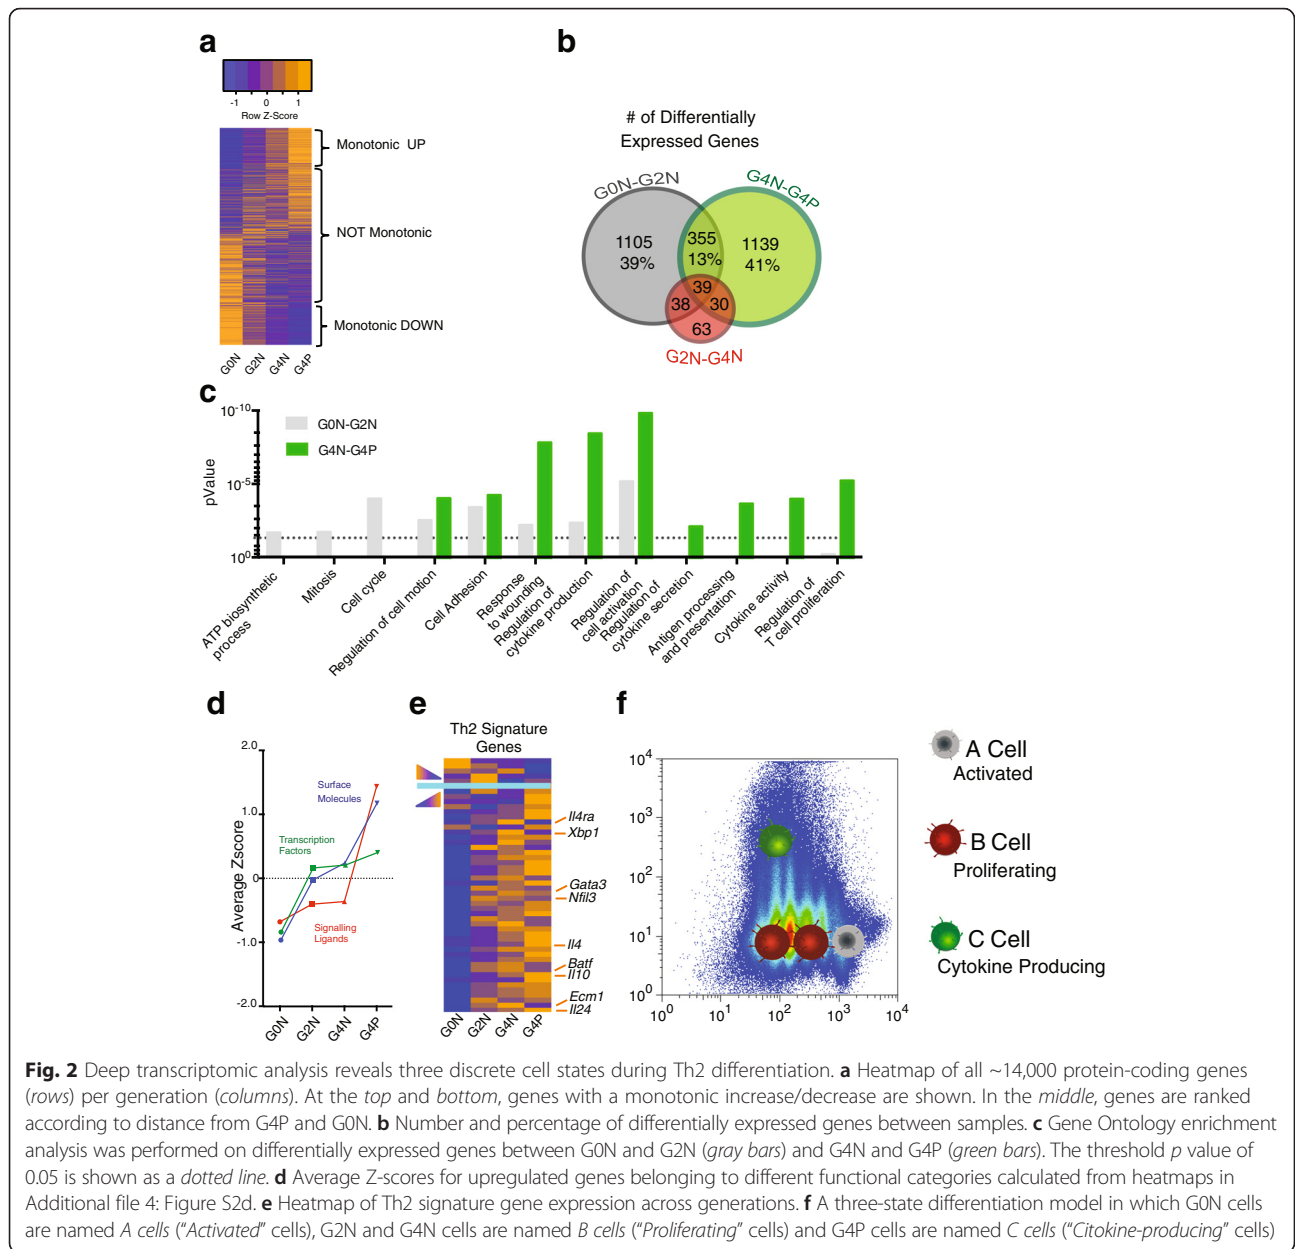 a
-1 0 1
Row Z-Score
Monotonic UP
NOT Monotonic
Monotonic DOWN
G0N G2N G4N G4P
b
# of Differentially
Expressed Genes
G0N-G2N
G4N-G4P
1105
39%
355
13%
1139
41%
39
38 30
63
G2N-G4N
c
G0N-G2N
G4N-G4P
pValue
10-10
10-5
100
ATP biosynthetic
process
Mitosis
Cell cycle
Regulation of cell motion
Cell Adhesion
Response
to wounding
Regulation of
cytokine production
Regulation of
cell activation
Regulation of
cytokine secretion
Antigen processing
and presentation
Cytokine activity
Regulation of
T cell proliferation
d
Average Zscore
2.0
1.0
0
-1.0
-2.0
Surface
Molecules
Transcription
Factors
Signalling
Ligands
G0N G2N G4N G4P
e
Th2 Signature
Genes
Il4ra
Xbp1
Gata3
Nfil3
Il4
Batf
Il10
Ecm1
Il24
G0N G2N G4N G4P
f
104
103
102
101
100
100 101 102 103 104
A Cell
Activated
B Cell
Proliferating
C Cell
Cytokine Producing
Fig. 2 Deep transcriptomic analysis reveals three discrete cell states during Th2 differentiation. a Heatmap of all ~14,000 protein-coding genes
(rows) per generation (columns). At the top and bottom, genes with a monotonic increase/decrease are shown. In the middle, genes are ranked
according to distance from G4P and G0N. b Number and percentage of differentially expressed genes between samples. c Gene Ontology enrichment
analysis was performed on differentially expressed genes between G0N and G2N (gray bars) and G4N and G4P (green bars). The threshold p value of
0.05 is shown as a dotted line. d Average Z-scores for upregulated genes belonging to different functional categories calculated from heatmaps in
Additional file 4: Figure S2d. e Heatmap of Th2 signature gene expression across generations. f A three-state differentiation model in which G0N cells
are named A cells (“Activated” cells), G2N and G4N cells are named B cells (“Proliferating” cells) and G4P cells are named C cells (“Citokine-producing” cells)